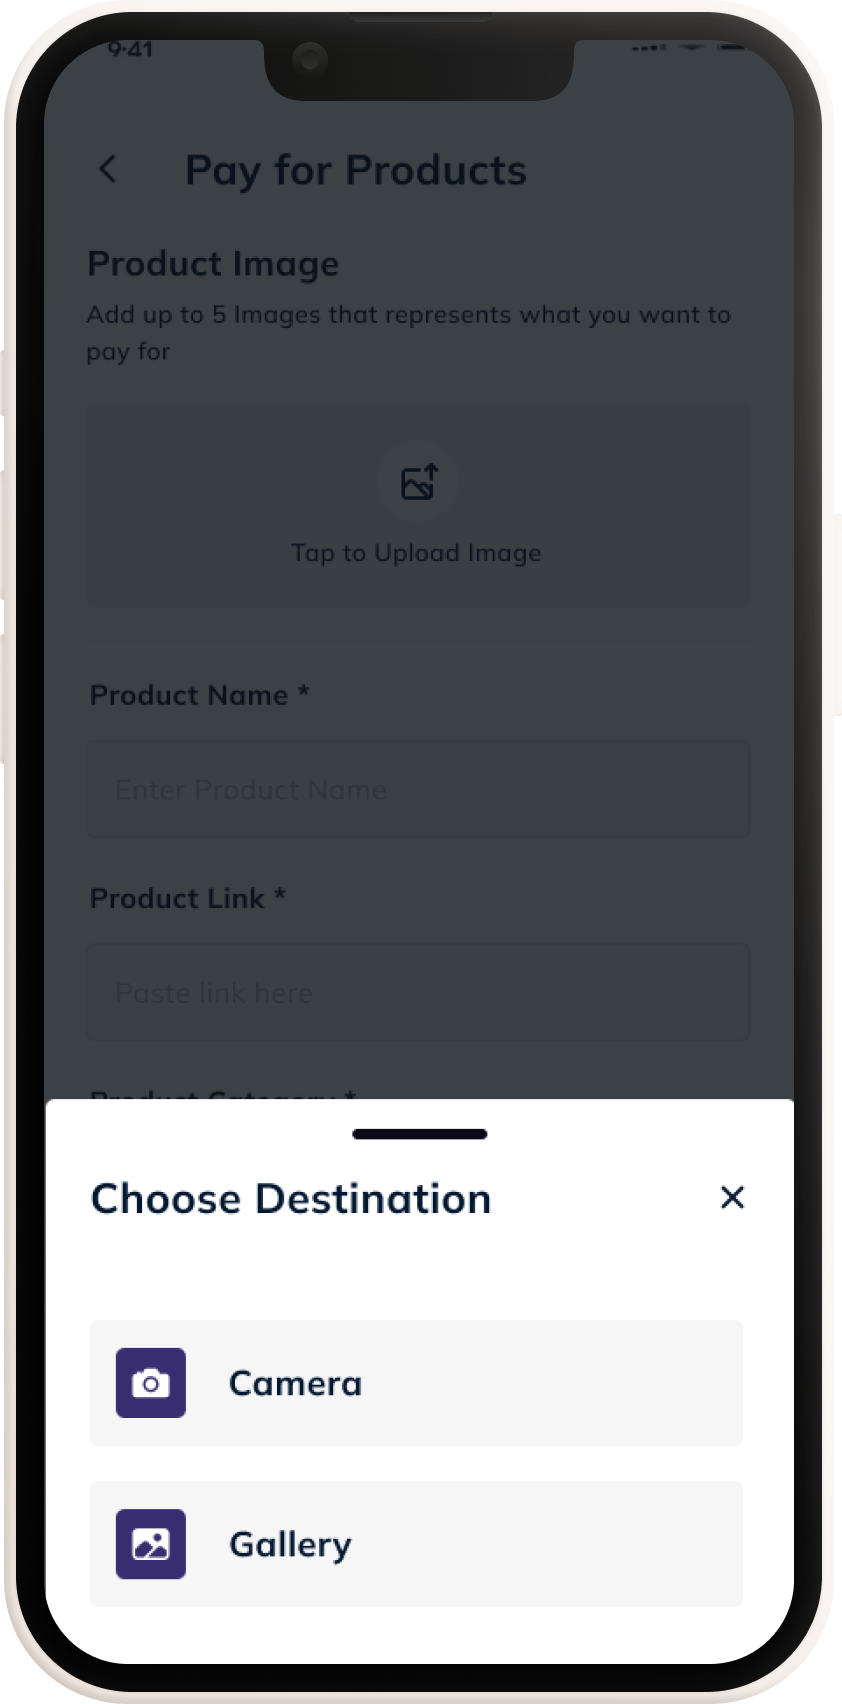 9:41
Pay for Products
Product Image
Add up to 5 Images that represents what you want to
pay for
Tap to Upload Image
Product Name *
Enter Product Name
Product Link *
Paste link here
Product Category *
Choose Destination
Camera
Gallery